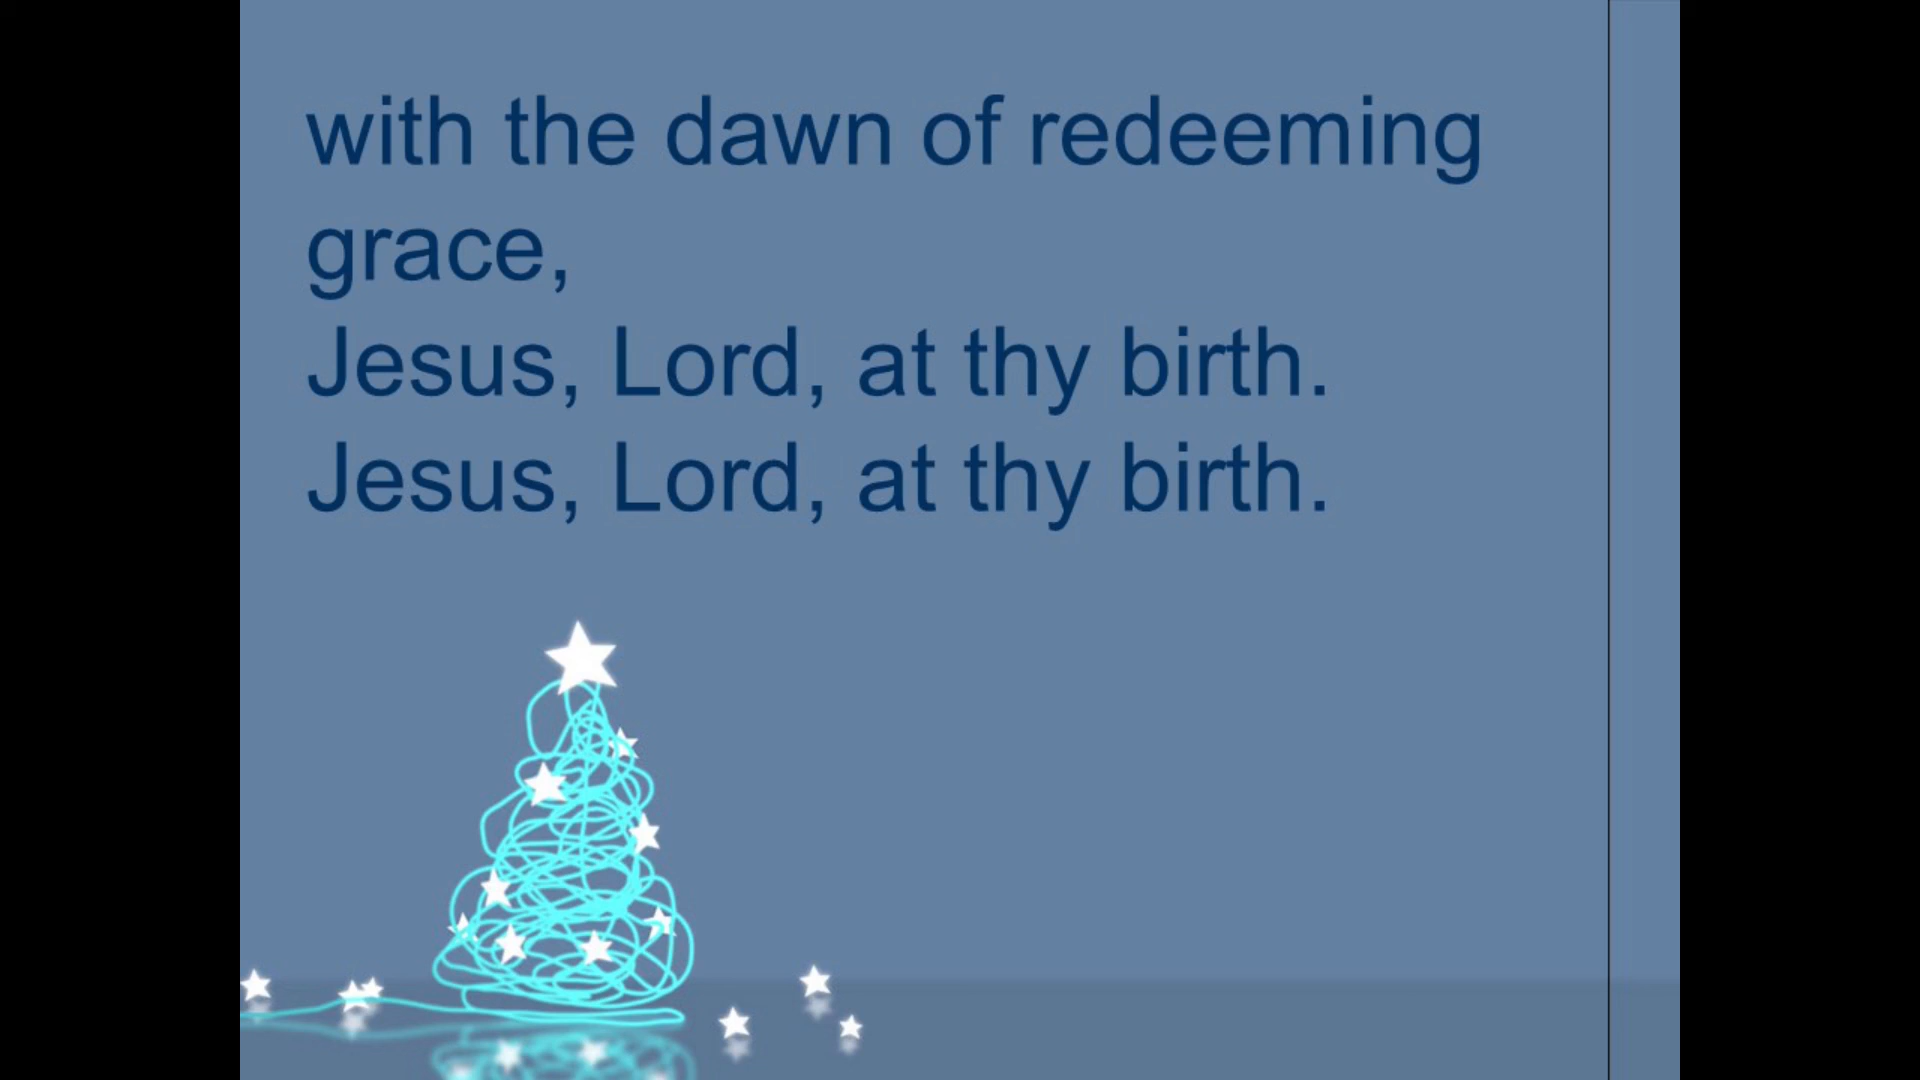 with the dawn of redeeming
grace,
Jesus, Lord, at thy birth.
Jesus, Lord, at thy birth.